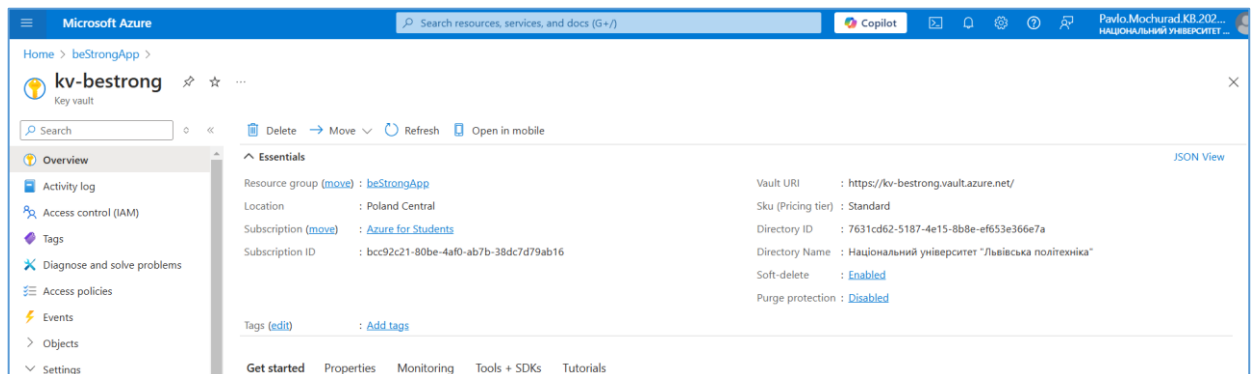 Microsoft Azure
Search resources, services, and docs (G+/)
Copilot
Pavlo.Mochurad.KB.202...
НАЦІОНАЛЬНИЙ УНІВЕРСИТЕТ ...
Home > beStrongApp >
kv-bestrong
Key vault
Search
Overview
Activity log
Access control (IAM)
Tags
Diagnose and solve problems
Access policies
Events
Objects
Settings
Delete Move Refresh Open in mobile
Essentials
JSON View
Resource group (move) : beStrongApp
Location : Poland Central
Subscription (move) : Azure for Students
Subscription ID : bcc92c21-80be-4af0-ab7b-38dc7d79ab16
Vault URI : https://kv-bestrong.vault.azure.net/
Sku (Pricing tier) : Standard
Directory ID : 7631cd62-5187-4e15-8b8e-ef653e366e7a
Directory Name : Національний університет "Львівська політехніка"
Soft-delete : Enabled
Purge protection : Disabled
Tags (edit) : Add tags
Get started Properties Monitoring Tools + SDKs Tutorials